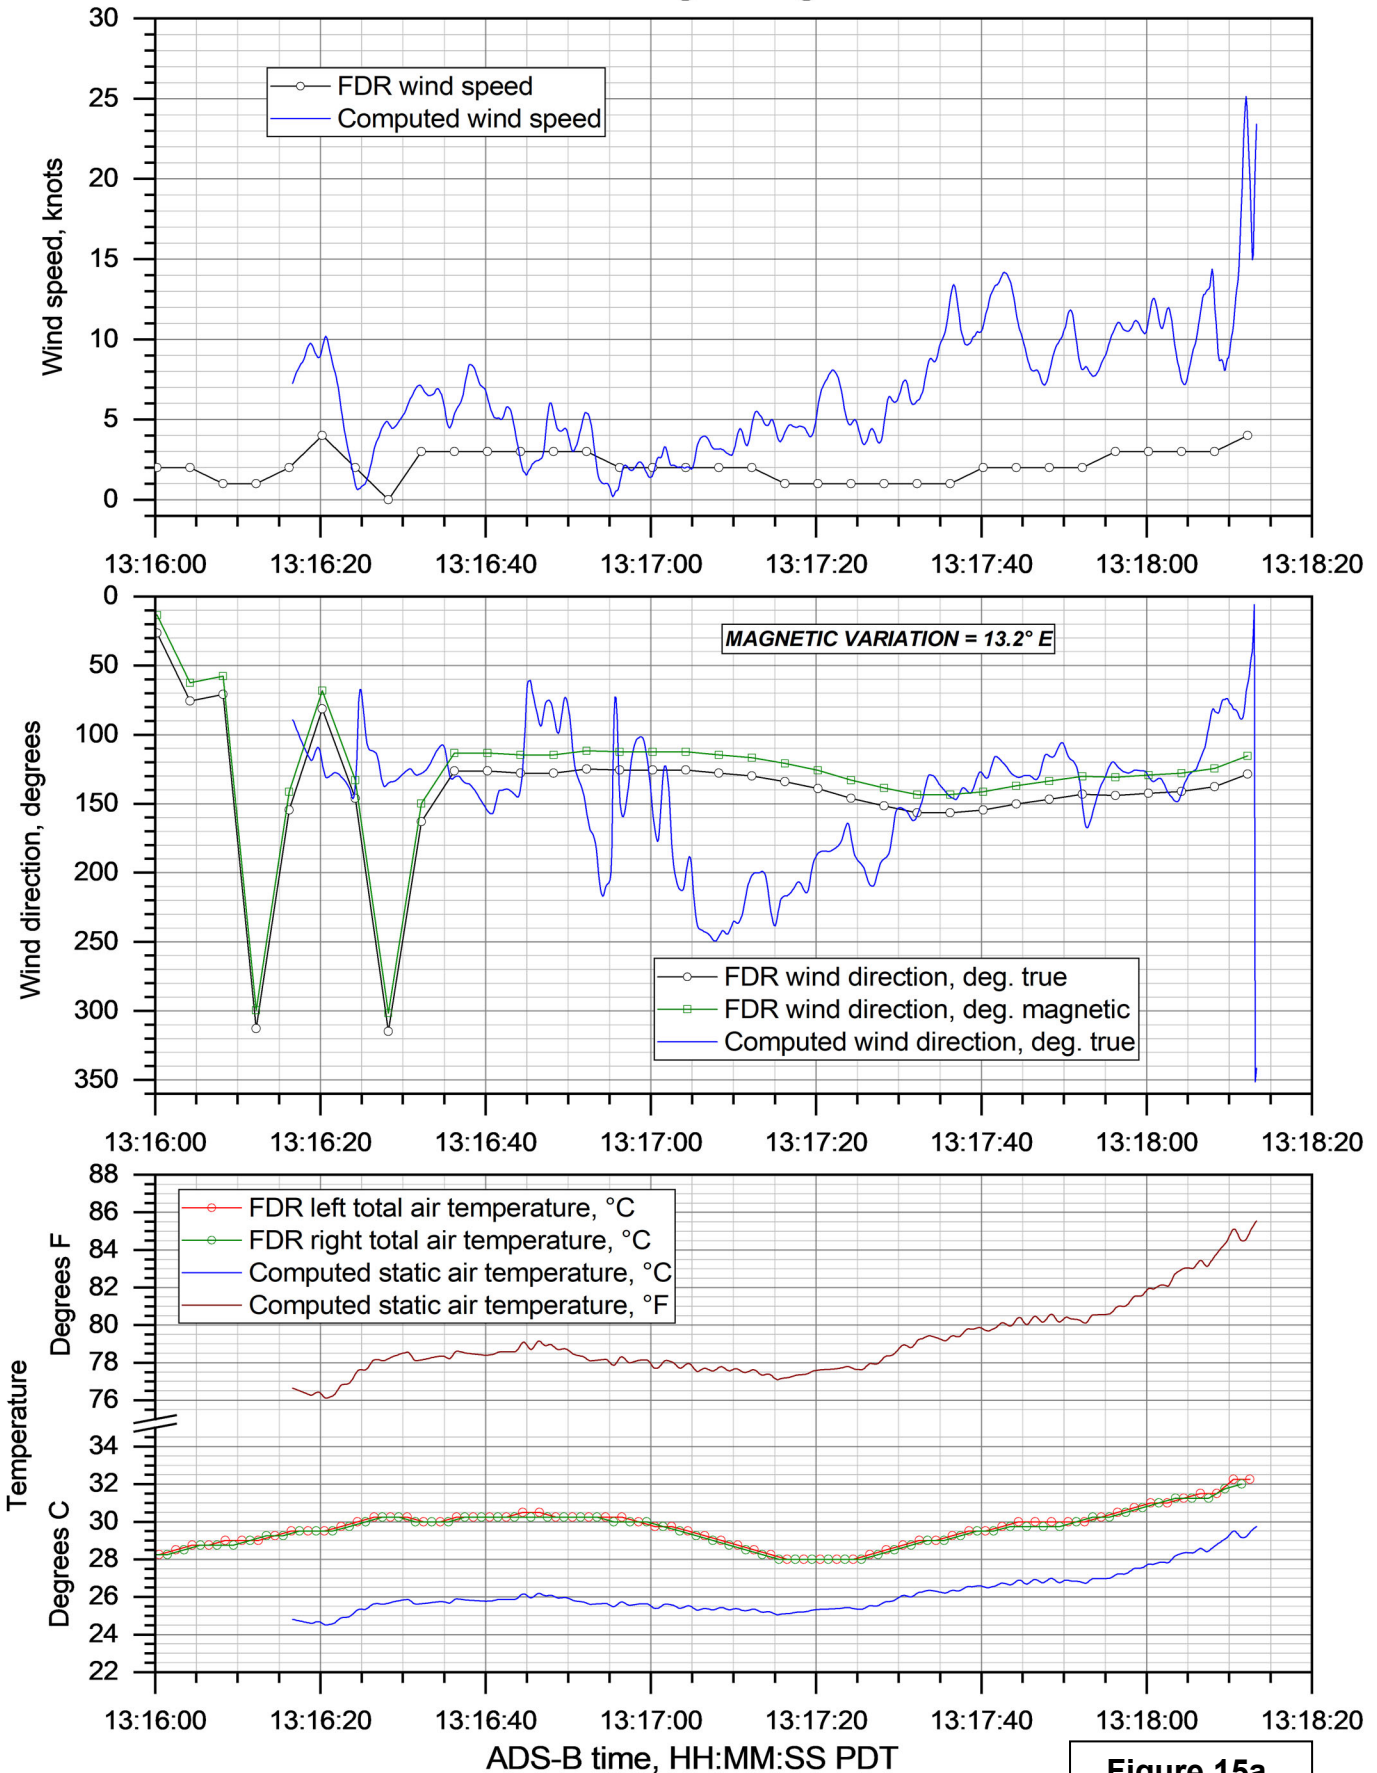 30
25
20
15
10
5
0
Wind speed, knots
FDR wind speed
Computed wind speed
13:16:00 13:16:20 13:16:40 13:17:00 13:17:20 13:17:40 13:18:00 13:18:20
0
50
100
150
200
250
300
350
Wind direction, degrees
MAGNETIC VARIATION = 13.2° E
FDR wind direction, deg. true
FDR wind direction, deg. magnetic
Computed wind direction, deg. true
13:16:00 13:16:20 13:16:40 13:17:00 13:17:20 13:17:40 13:18:00 13:18:20
88
86
84
82
80
78
76
34
32
30
28
26
24
22
Temperature
Degrees F
Degrees C
FDR left total air temperature, °C
FDR right total air temperature, °C
Computed static air temperature, °C
Computed static air temperature, °F
13:16:00 13:16:20 13:16:40 13:17:00 13:17:20 13:17:40 13:18:00 13:18:20
ADS-B time, HH:MM:SS PDT
Figure 15a